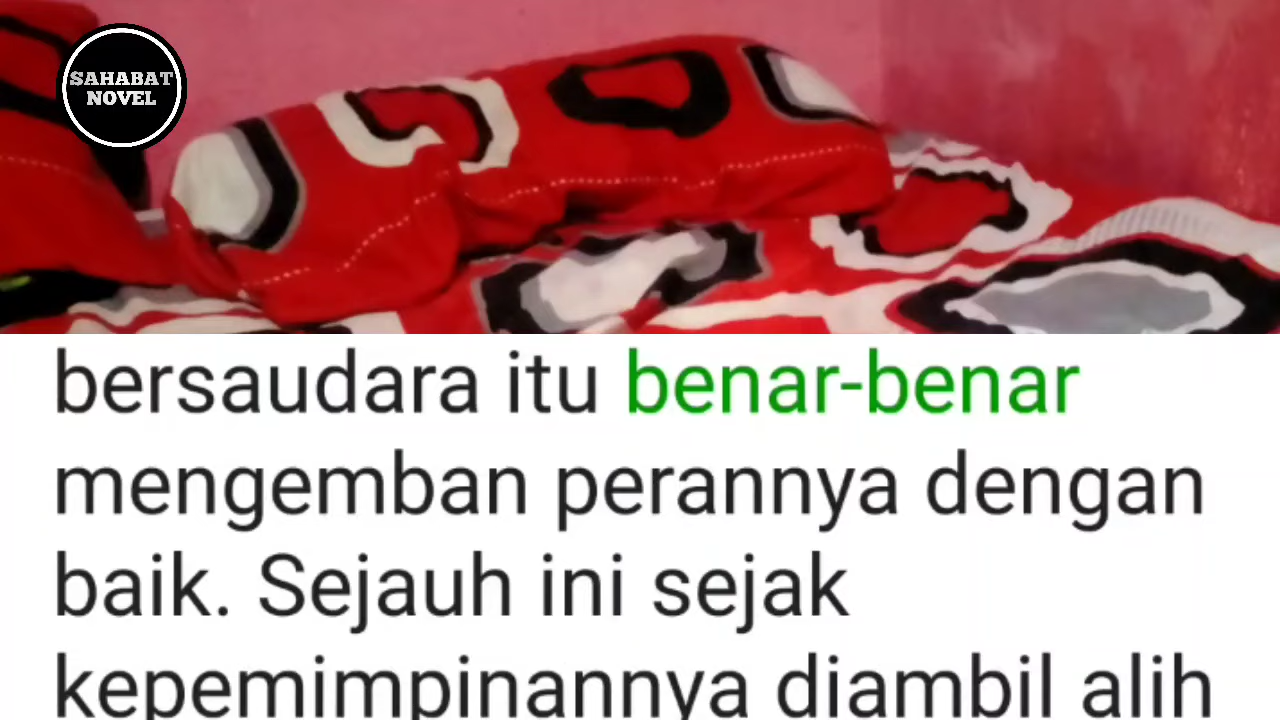 SAHABAT
NOVEL
bersaudara itu benar-benar
mengemban perannya dengan
baik. Sejauh ini sejak
kepemimpinannya diambil alih